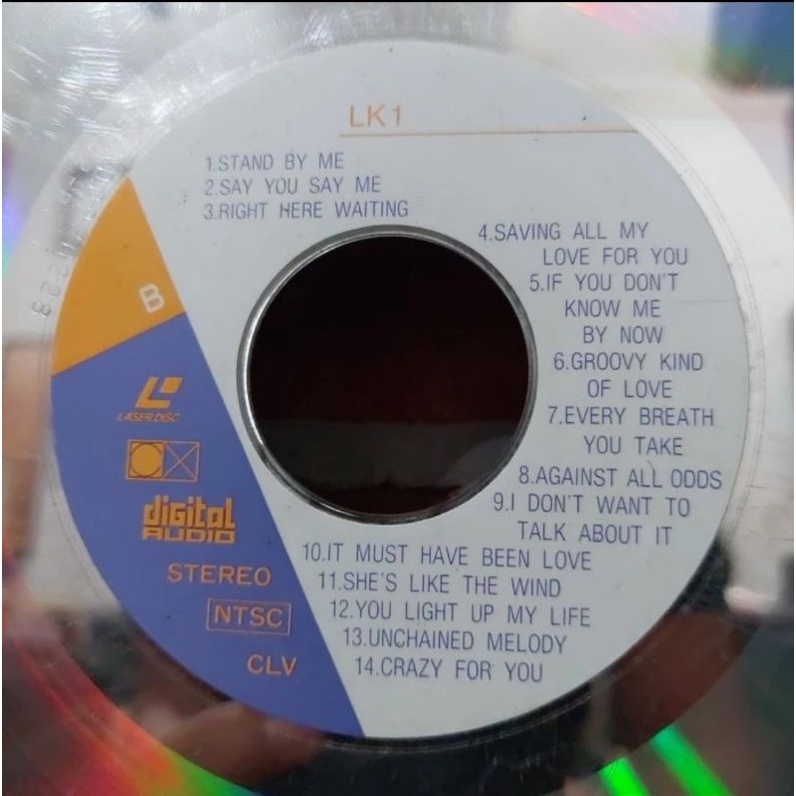 LK1
1.STAND BY ME
2.SAY YOU SAY ME
3.RIGHT HERE WAITING
4.SAVING ALL MY
LOVE FOR YOU
5.IF YOU DON'T
KNOW ME
BY NOW
6.GROOVY KIND
OF LOVE
7.EVERY BREATH
YOU TAKE
8.AGAINST ALL ODDS
9.I DON'T WANT TO
TALK ABOUT IT
10.IT MUST HAVE BEEN LOVE
11.SHE'S LIKE THE WIND
12.YOU LIGHT UP MY LIFE
13.UNCHAINED MELODY
14.CRAZY FOR YOU
B
LASERDISC
digital
AUDIO
STEREO
NTSC
CLV